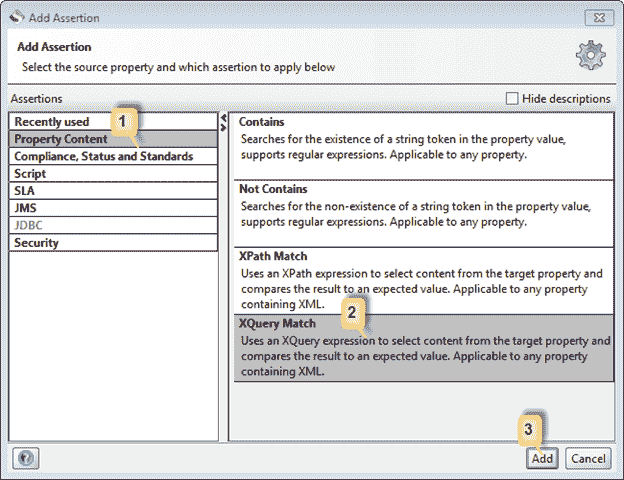 Add Assertion
Add Assertion
Select the source property and which assertion to apply below
Assertions
Hide descriptions
Recently used
1
Property Content
Compliance, Status and Standards
Script
SLA
JMS
JDBC
Security
Contains
Searches for the existence of a string token in the property value,
supports regular expressions. Applicable to any property.
Not Contains
Searches for the non-existence of a string token in the property value,
supports regular expressions. Applicable to any property.
XPath Match
Uses an XPath expression to select content from the target property and
compares the result to an expected value. Applicable to any property
containing XML.
2
XQuery Match
Uses an XQuery expression to select content from the target property and
compares the result to an expected value. Applicable to any property
containing XML.
3
Add
Cancel